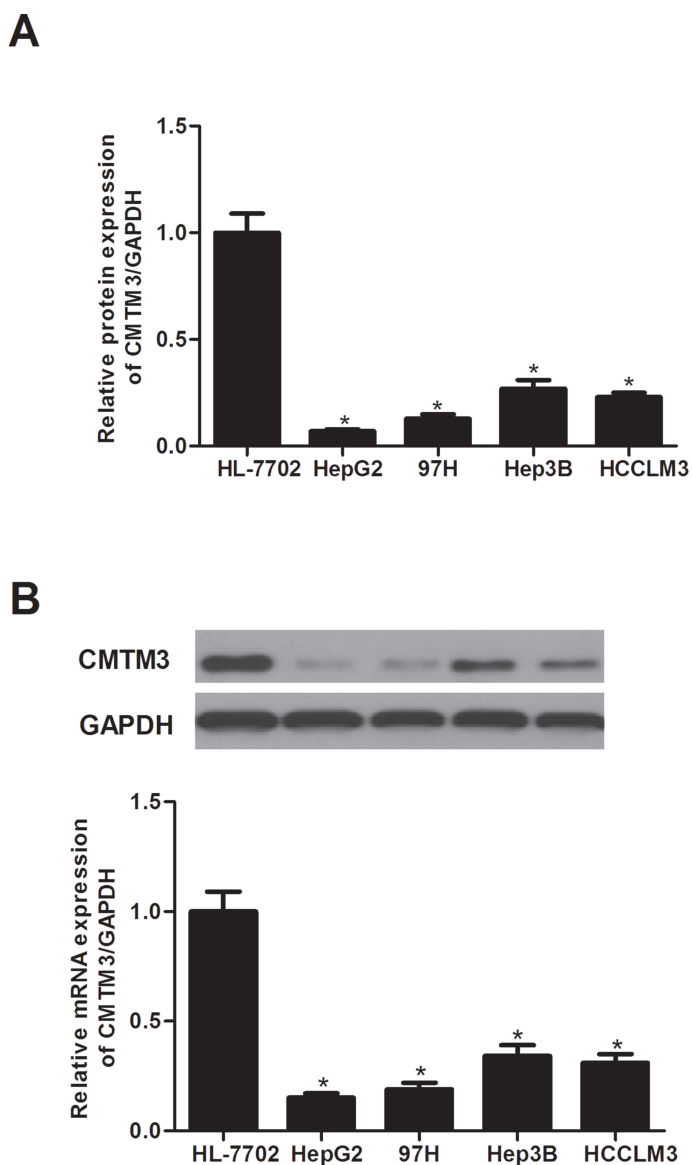 A
Relative protein expression
of CMTM3/GAPDH
1.5
1.0
0.5
0.0
*
*
*
*
HL-7702 HepG2 97H Hep3B HCCLM3
B
CMTM3
GAPDH
Relative mRNA expression
of CMTM3/GAPDH
1.5
1.0
0.5
0.0
*
*
*
*
HL-7702 HepG2 97H Hep3B HCCLM3